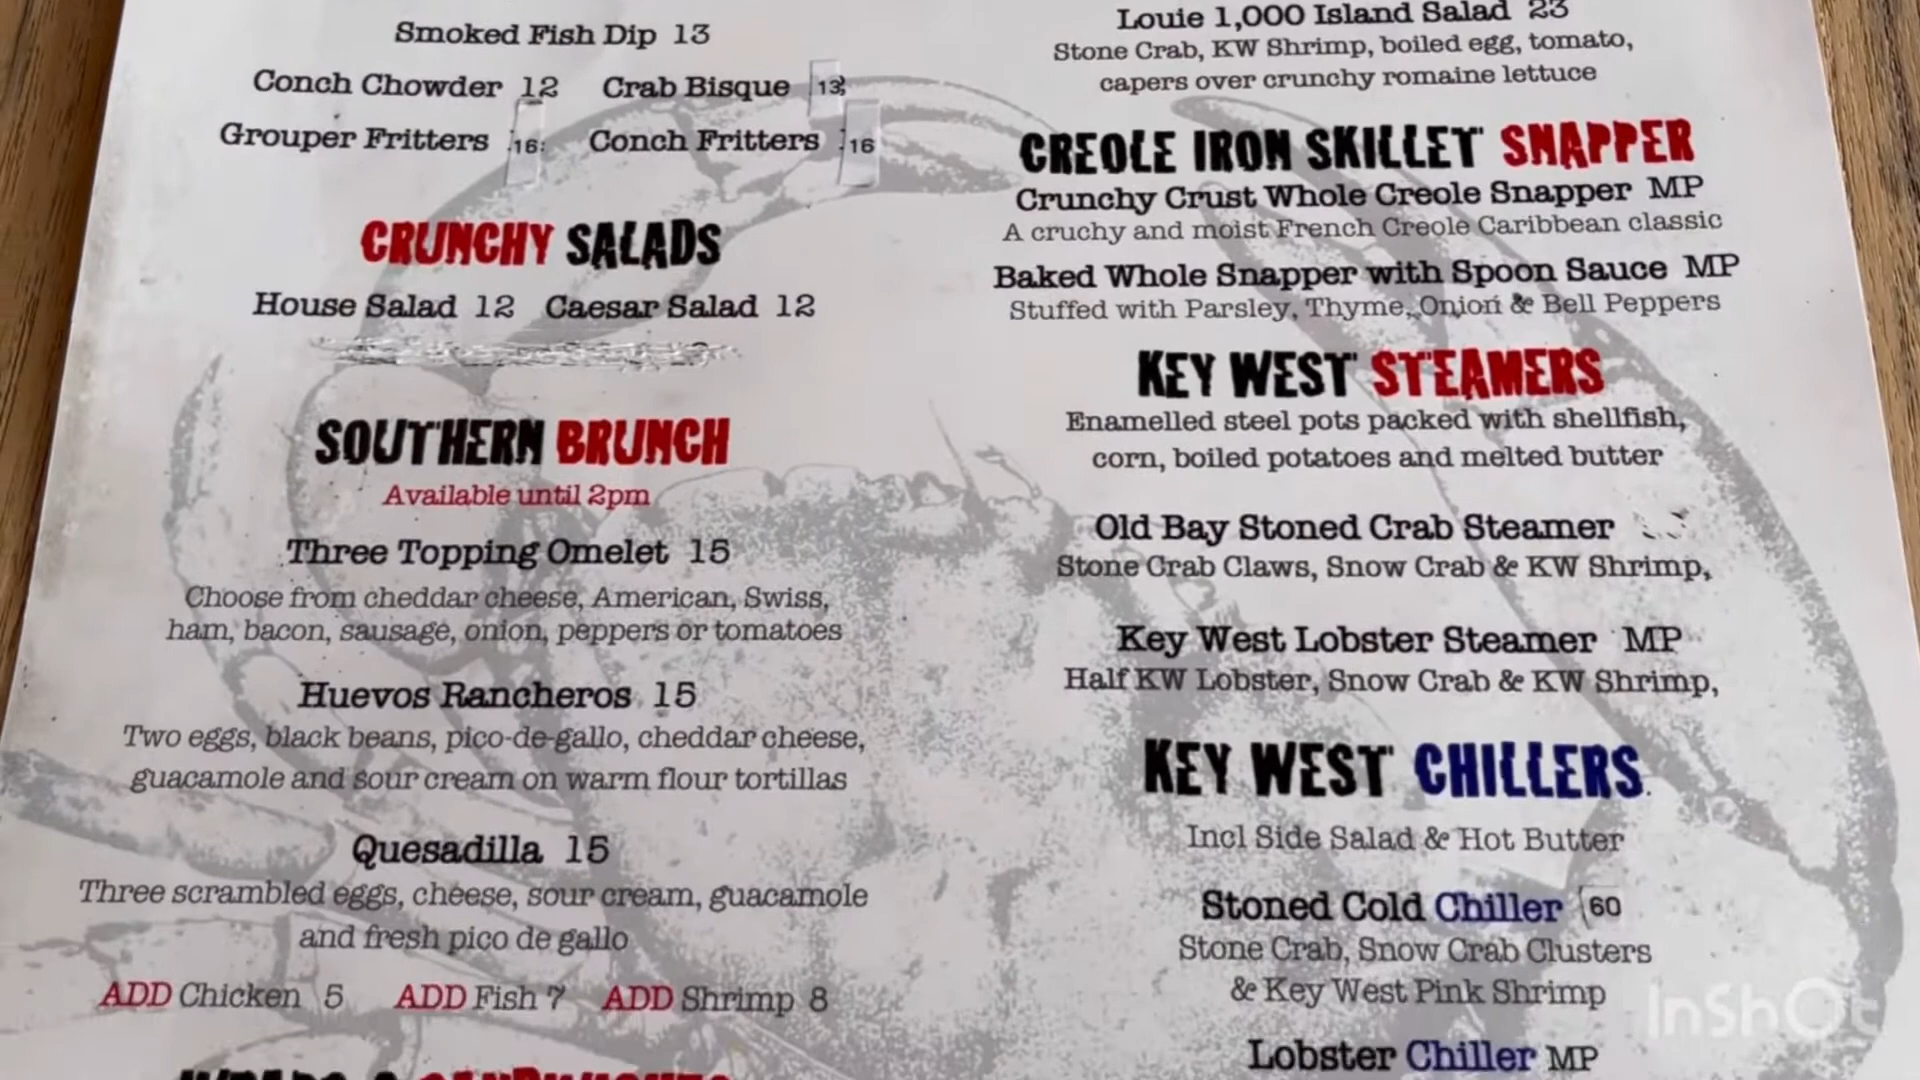 Smoked Fish Dip 13
Conch Chowder 12 Crab Bisque 13
Grouper Fritters 16 Conch Fritters 16
CRUNCHY SALADS
House Salad 12 Caesar Salad 12
SOUTHERN BRUNCH
Available until 2pm
Three Topping Omelet 15
Choose from cheddar cheese, American, Swiss,
ham, bacon, sausage, onion, peppers or tomatoes
Huevos Rancheros 15
Two eggs, black beans, pico-de-gallo, cheddar cheese,
guacamole and sour cream on warm flour tortillas
Quesadilla 15
Three scrambled eggs, cheese, sour cream, guacamole
and fresh pico de gallo
ADD Chicken 5 ADD Fish 7 ADD Shrimp 8
Louie 1,000 Island Salad 23
Stone Crab, KW Shrimp, boiled egg, tomato,
capers over crunchy romaine lettuce
CREOLE IRON SKILLET SNAPPER
Crunchy Crust Whole Creole Snapper MP
A cruchy and moist French Creole Caribbean classic
Baked Whole Snapper with Spoon Sauce MP
Stuffed with Parsley, Thyme, Onion & Bell Peppers
KEY WEST STEAMERS
Enamelled steel pots packed with shellfish,
corn, boiled potatoes and melted butter
Old Bay Stoned Crab Steamer
Stone Crab Claws, Snow Crab & KW Shrimp,
Key West Lobster Steamer MP
Half KW Lobster, Snow Crab & KW Shrimp,
KEY WEST CHILLERS
Incl Side Salad & Hot Butter
Stoned Cold Chiller 60
Stone Crab, Snow Crab Clusters
& Key West Pink Shrimp
Lobster Chiller MP
InShOt